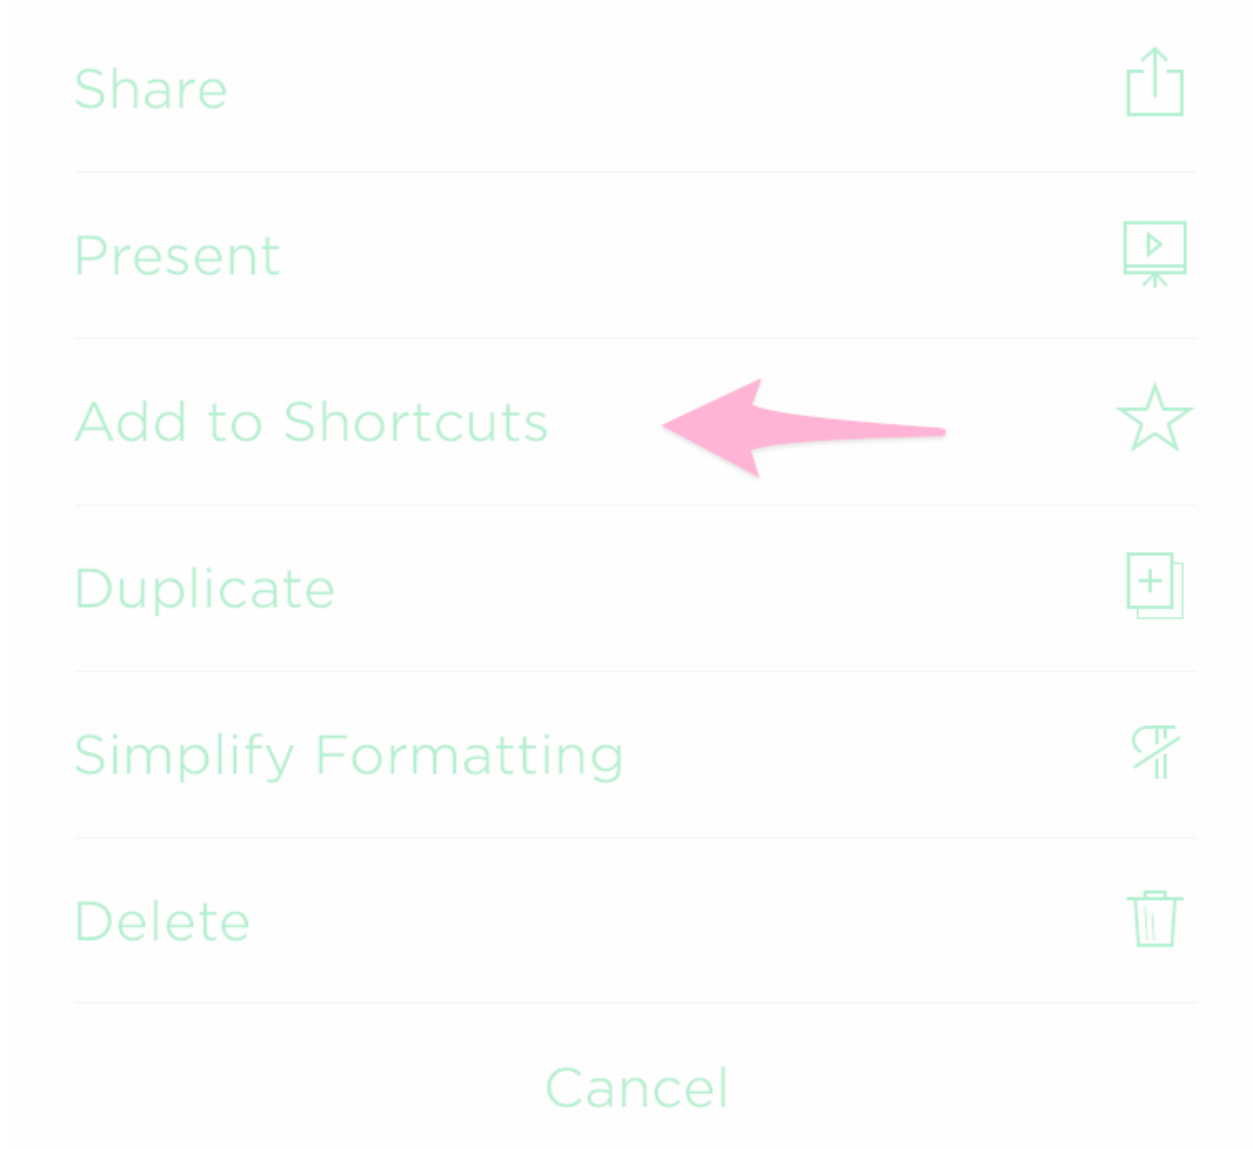 Share
Present
Add to Shortcuts
Duplicate
Simplify Formatting
Delete
Cancel